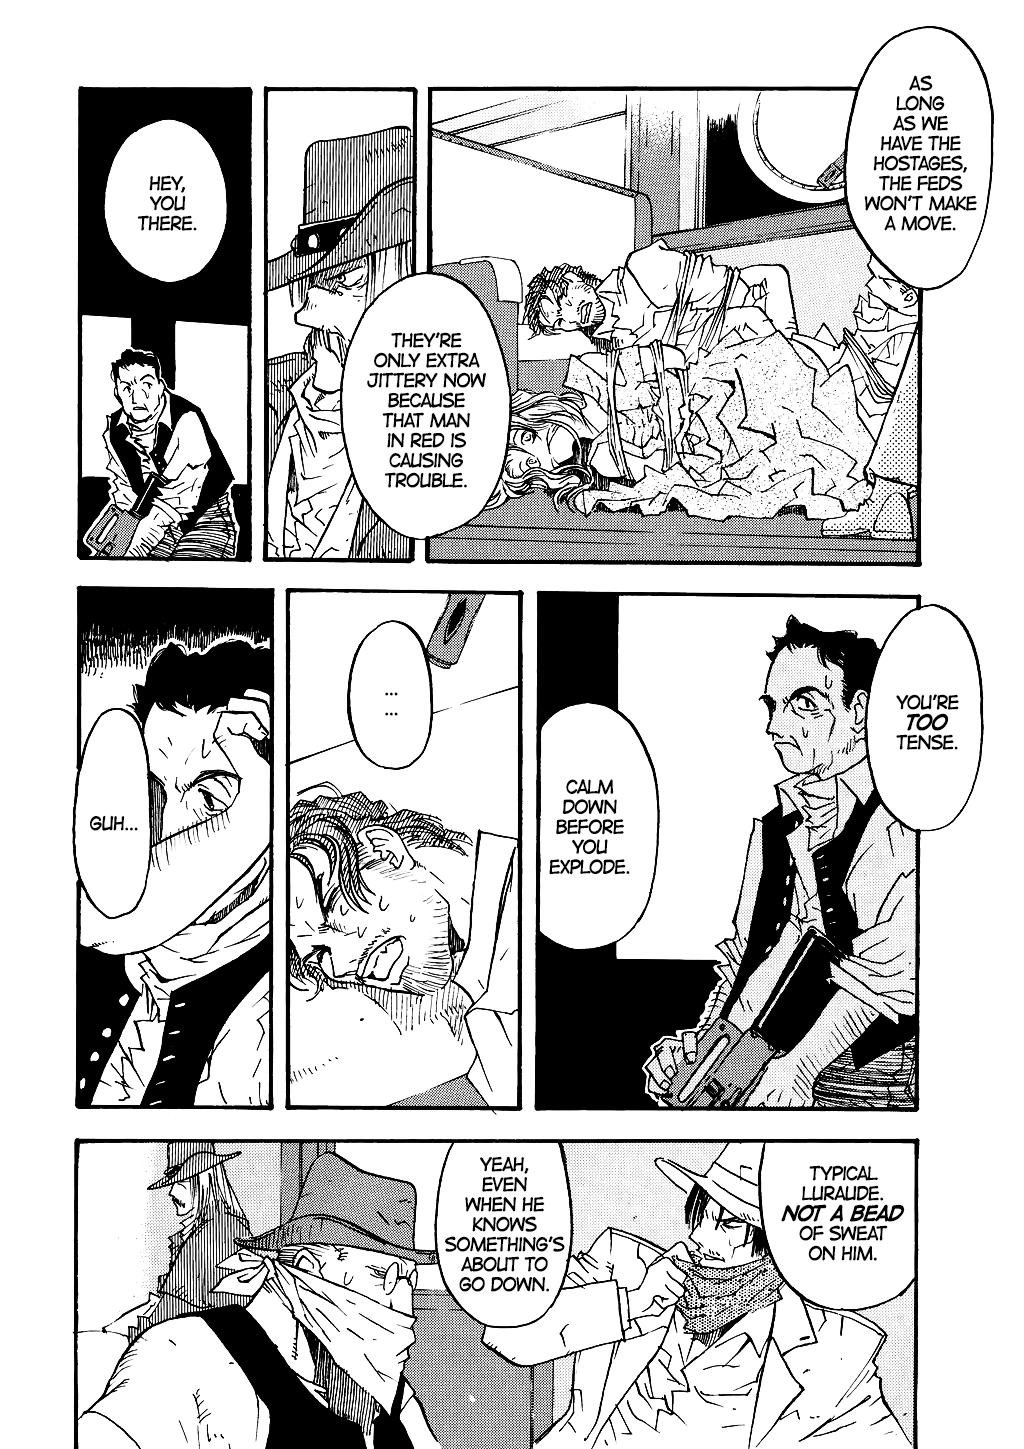 AS
LONG
AS WE
HAVE THE
HOSTAGES,
THE FEDS
WON'T MAKE
A MOVE.
THEY'RE
ONLY EXTRA
JITTERY NOW
BECAUSE
THAT MAN
IN RED IS
CAUSING
TROUBLE.
HEY,
YOU
THERE.
YOU'RE
TOO
TENSE.
CALM
DOWN
BEFORE
YOU
EXPLODE.
...
...
GUH...
TYPICAL
LURALDE.
NOT A BEAD
OF SWEAT
ON HIM.
YEAH,
EVEN
WHEN HE
KNOWS
SOMETHING'S
ABOUT TO
GO DOWN.